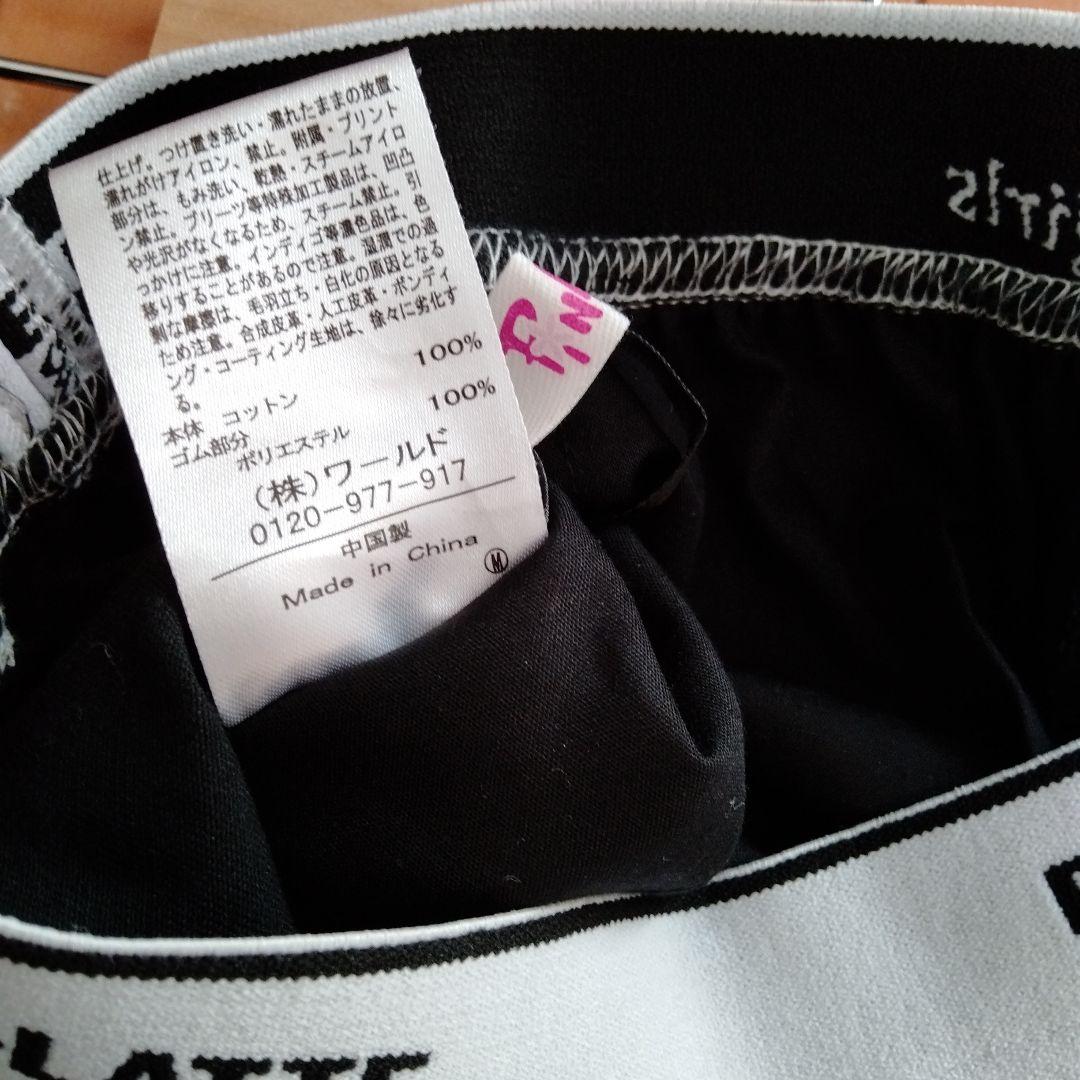 仕上げ。つけ置き洗い・濡れたままの放置、
濡れがけアイロン、禁止。附属・プリント
部分は、もみ洗い、乾熱・スチームアイロ
ン禁止。プリーツ等特殊加工製品は、凹凸
や光沢がなくなるため、スチーム禁止。引
っかけに注意。インディゴ等濃色品は、色
移りすることがあるので注意。湿潤での過
剰な摩擦は、毛羽立ち・白化の原因となる
ため注意。合成皮革・人工皮革・ボンディ
ング・コーティング生地は、徐々に劣化す
る。
本体 コットン 100%
ゴム部分
ポリエステル 100%
(株)ワールド
0120-977-917
中国製
Made in China
M
irls
LATTE